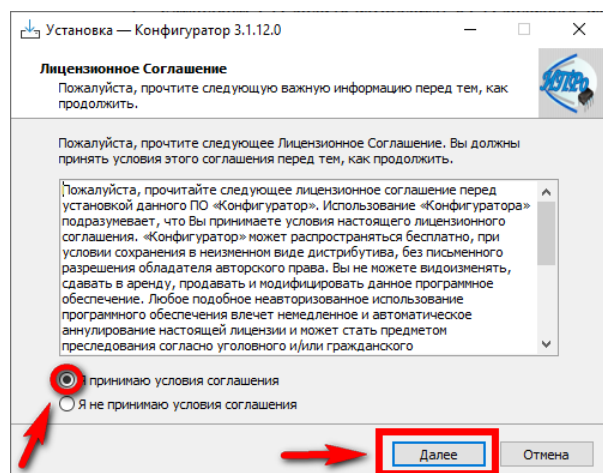 Установка — Конфигуратор 3.1.12.0
Лицензионное Соглашение
Пожалуйста, прочтите следующую важную информацию перед тем, как
продолжить.
Пожалуйста, прочтите следующее Лицензионное Соглашение. Вы должны
принять условия этого соглашения перед тем, как продолжить.
Пожалуйста, прочитайте следующее лицензионное соглашение перед
установкой данного ПО «Конфигуратор». Использование «Конфигуратора»
подразумевает, что Вы принимаете условия настоящего лицензионного
соглашения. «Конфигуратор» может распространяться бесплатно, при
условии сохранения в неизменном виде дистрибутива, без письменного
разрешения обладателя авторского права. Вы не можете видоизменять,
сдавать в аренду, продавать и модифицировать данное программное
обеспечение. Любое подобное неавторизованное использование
программного обеспечения влечет немедленное и автоматическое
аннулирование настоящей лицензии и может стать предметом
преследования согласно уголовного и/или гражданского
Я принимаю условия соглашения
Я не принимаю условия соглашения
Далее
Отмена